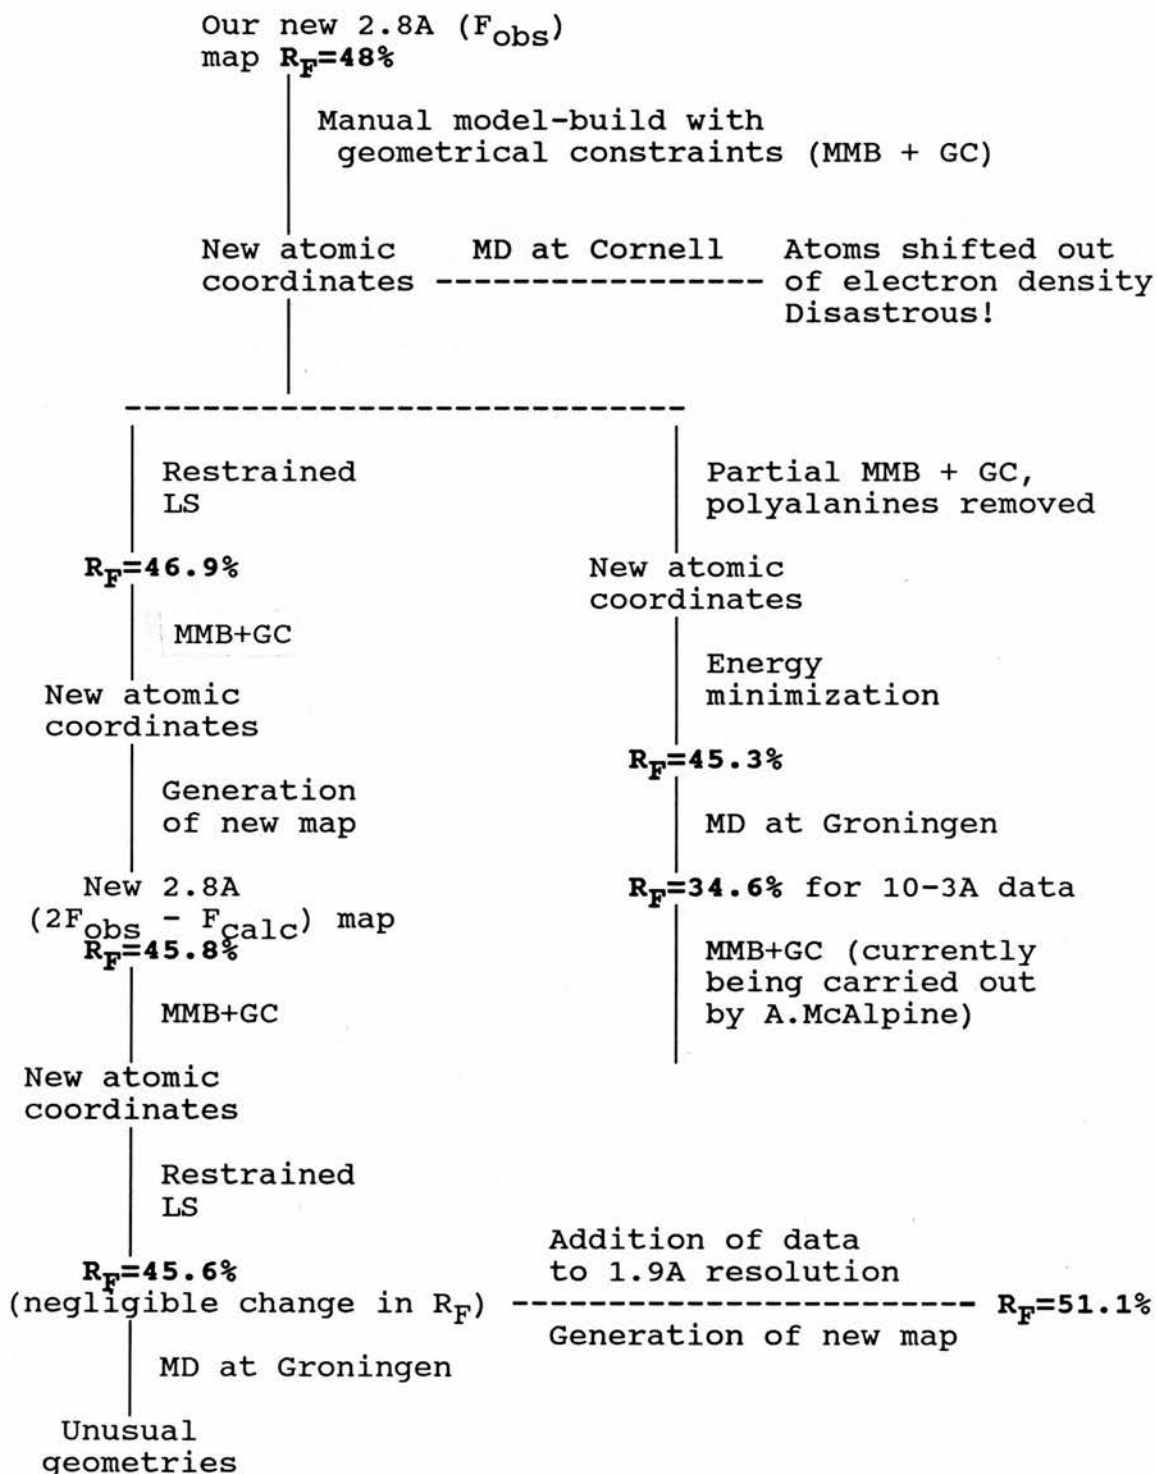 Our new 2.8A (Fobs)
map RF=48%
Manual model-build with
geometrical constraints (MMB + GC)
New atomic
coordinates
MD at Cornell
Atoms shifted out
of electron density
Disastrous!
Restrained
LS
RF=46.9%
MMB+GC
New atomic
coordinates
Generation
of new map
New 2.8A
(2Fobs - Fcalc) map
RF=45.8%
MMB+GC
New atomic
coordinates
Restrained
LS
RF=45.6%
(negligible change in RF)
Addition of data
to 1.9A resolution
Generation of new map
RF=51.1%
MD at Groningen
Unusual
geometries
Partial MMB + GC,
polyalanines removed
New atomic
coordinates
Energy
minimization
RF=45.3%
MD at Groningen
RF=34.6% for 10-3A data
MMB+GC (currently
being carried out
by A.McAlpine)